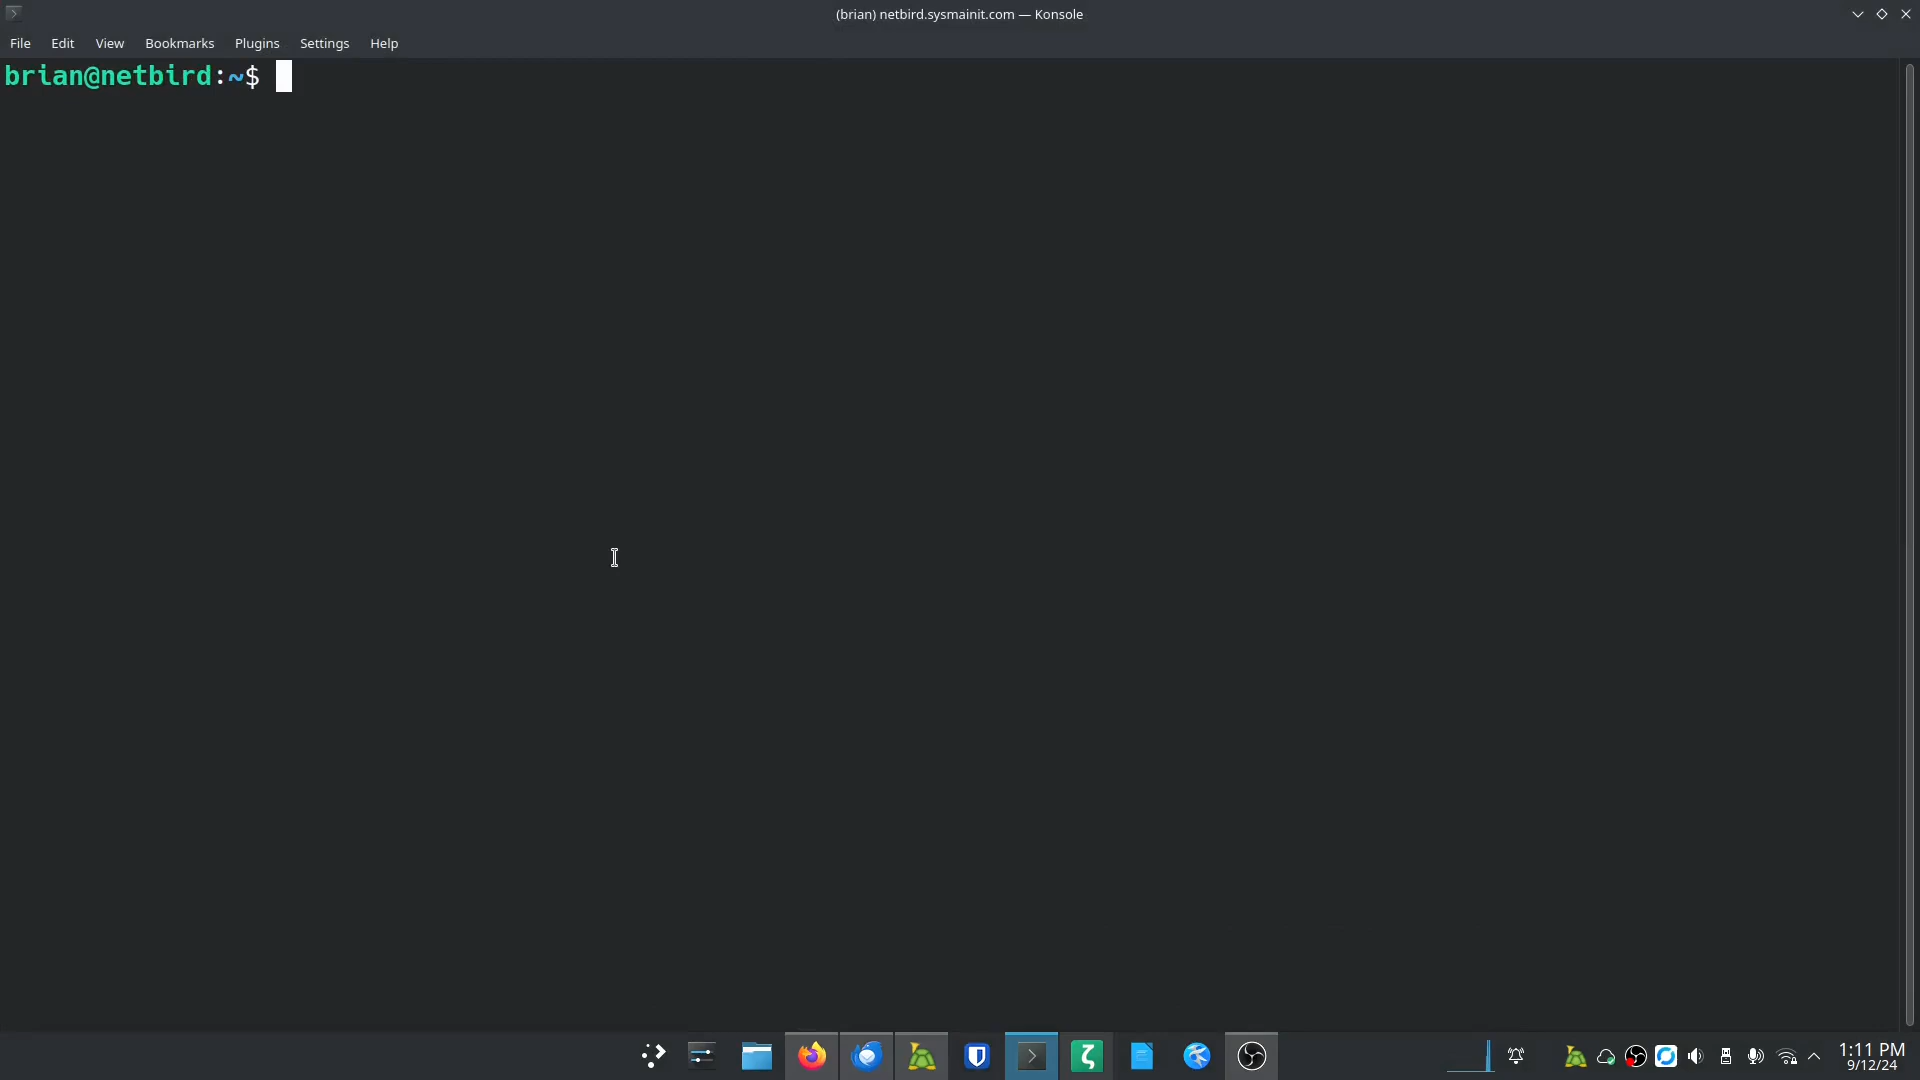 (brian) netbird.sysmainit.com — Konsole
File Edit View Bookmarks Plugins Settings Help
brian@netbird:~$
1:11 PM
9/12/24